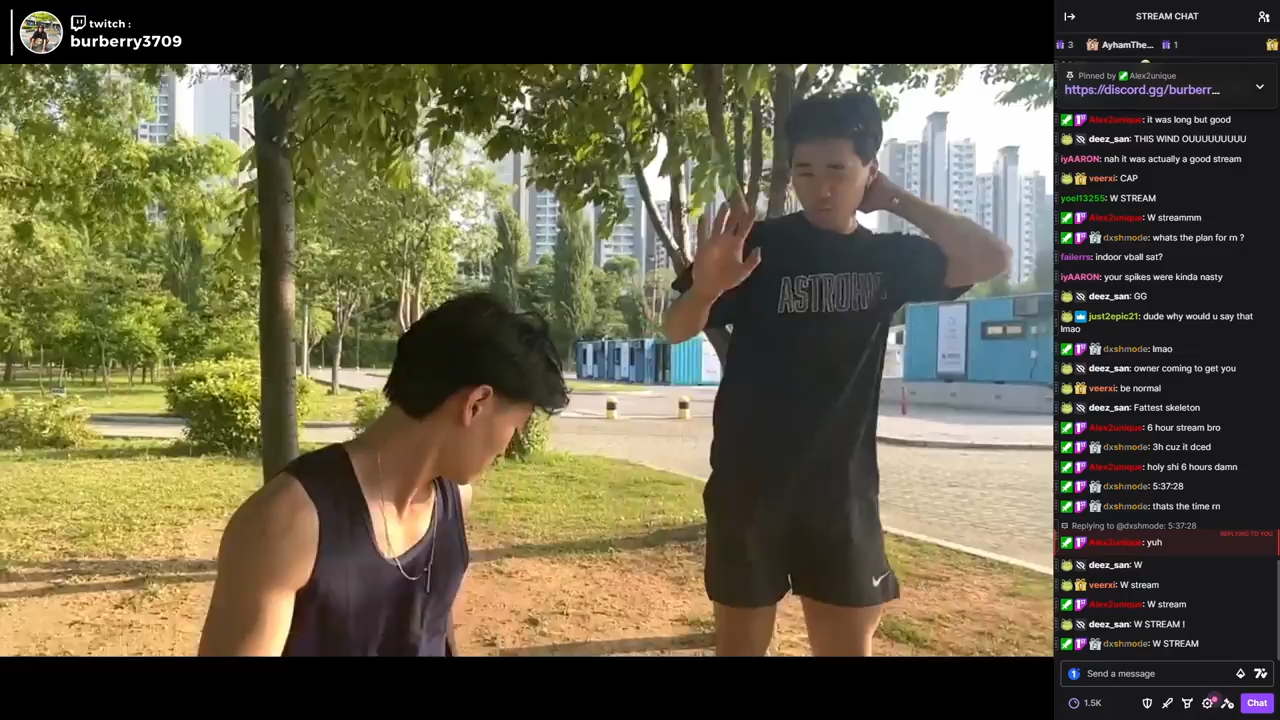 twitch :
burberry3709
STREAM CHAT
3
AyhamThe...
1
Pinned by Alex2unique
https://discord.gg/burberr...
Alex2unique: it was long but good
deez_san: THIS WIND OUUUUUUUUU
iyAARON: nah it was actually a good stream
veerxi: CAP
yoel13255: W STREAM
Alex2unique: W streammm
dxshmode: whats the plan for rn ?
failerrs: indoor vball sat?
iyAARON: your spikes were kinda nasty
deez_san: GG
just2epic21: dude why would u say that
lmao
dxshmode: lmao
deez_san: owner coming to get you
veerxi: be normal
deez_san: Fattest skeleton
Alex2unique: 6 hour stream bro
dxshmode: 3h cuz it dced
Alex2unique: holy shi 6 hours damn
dxshmode: 5:37:28
dxshmode: thats the time rn
Replying to @dxshmode: 5:37:28
REPLYING TO YOU
Alex2unique: yuh
deez_san: W
veerxi: W stream
Alex2unique: W stream
deez_san: W STREAM !
dxshmode: W STREAM
1
Send a message
1.5K
Chat